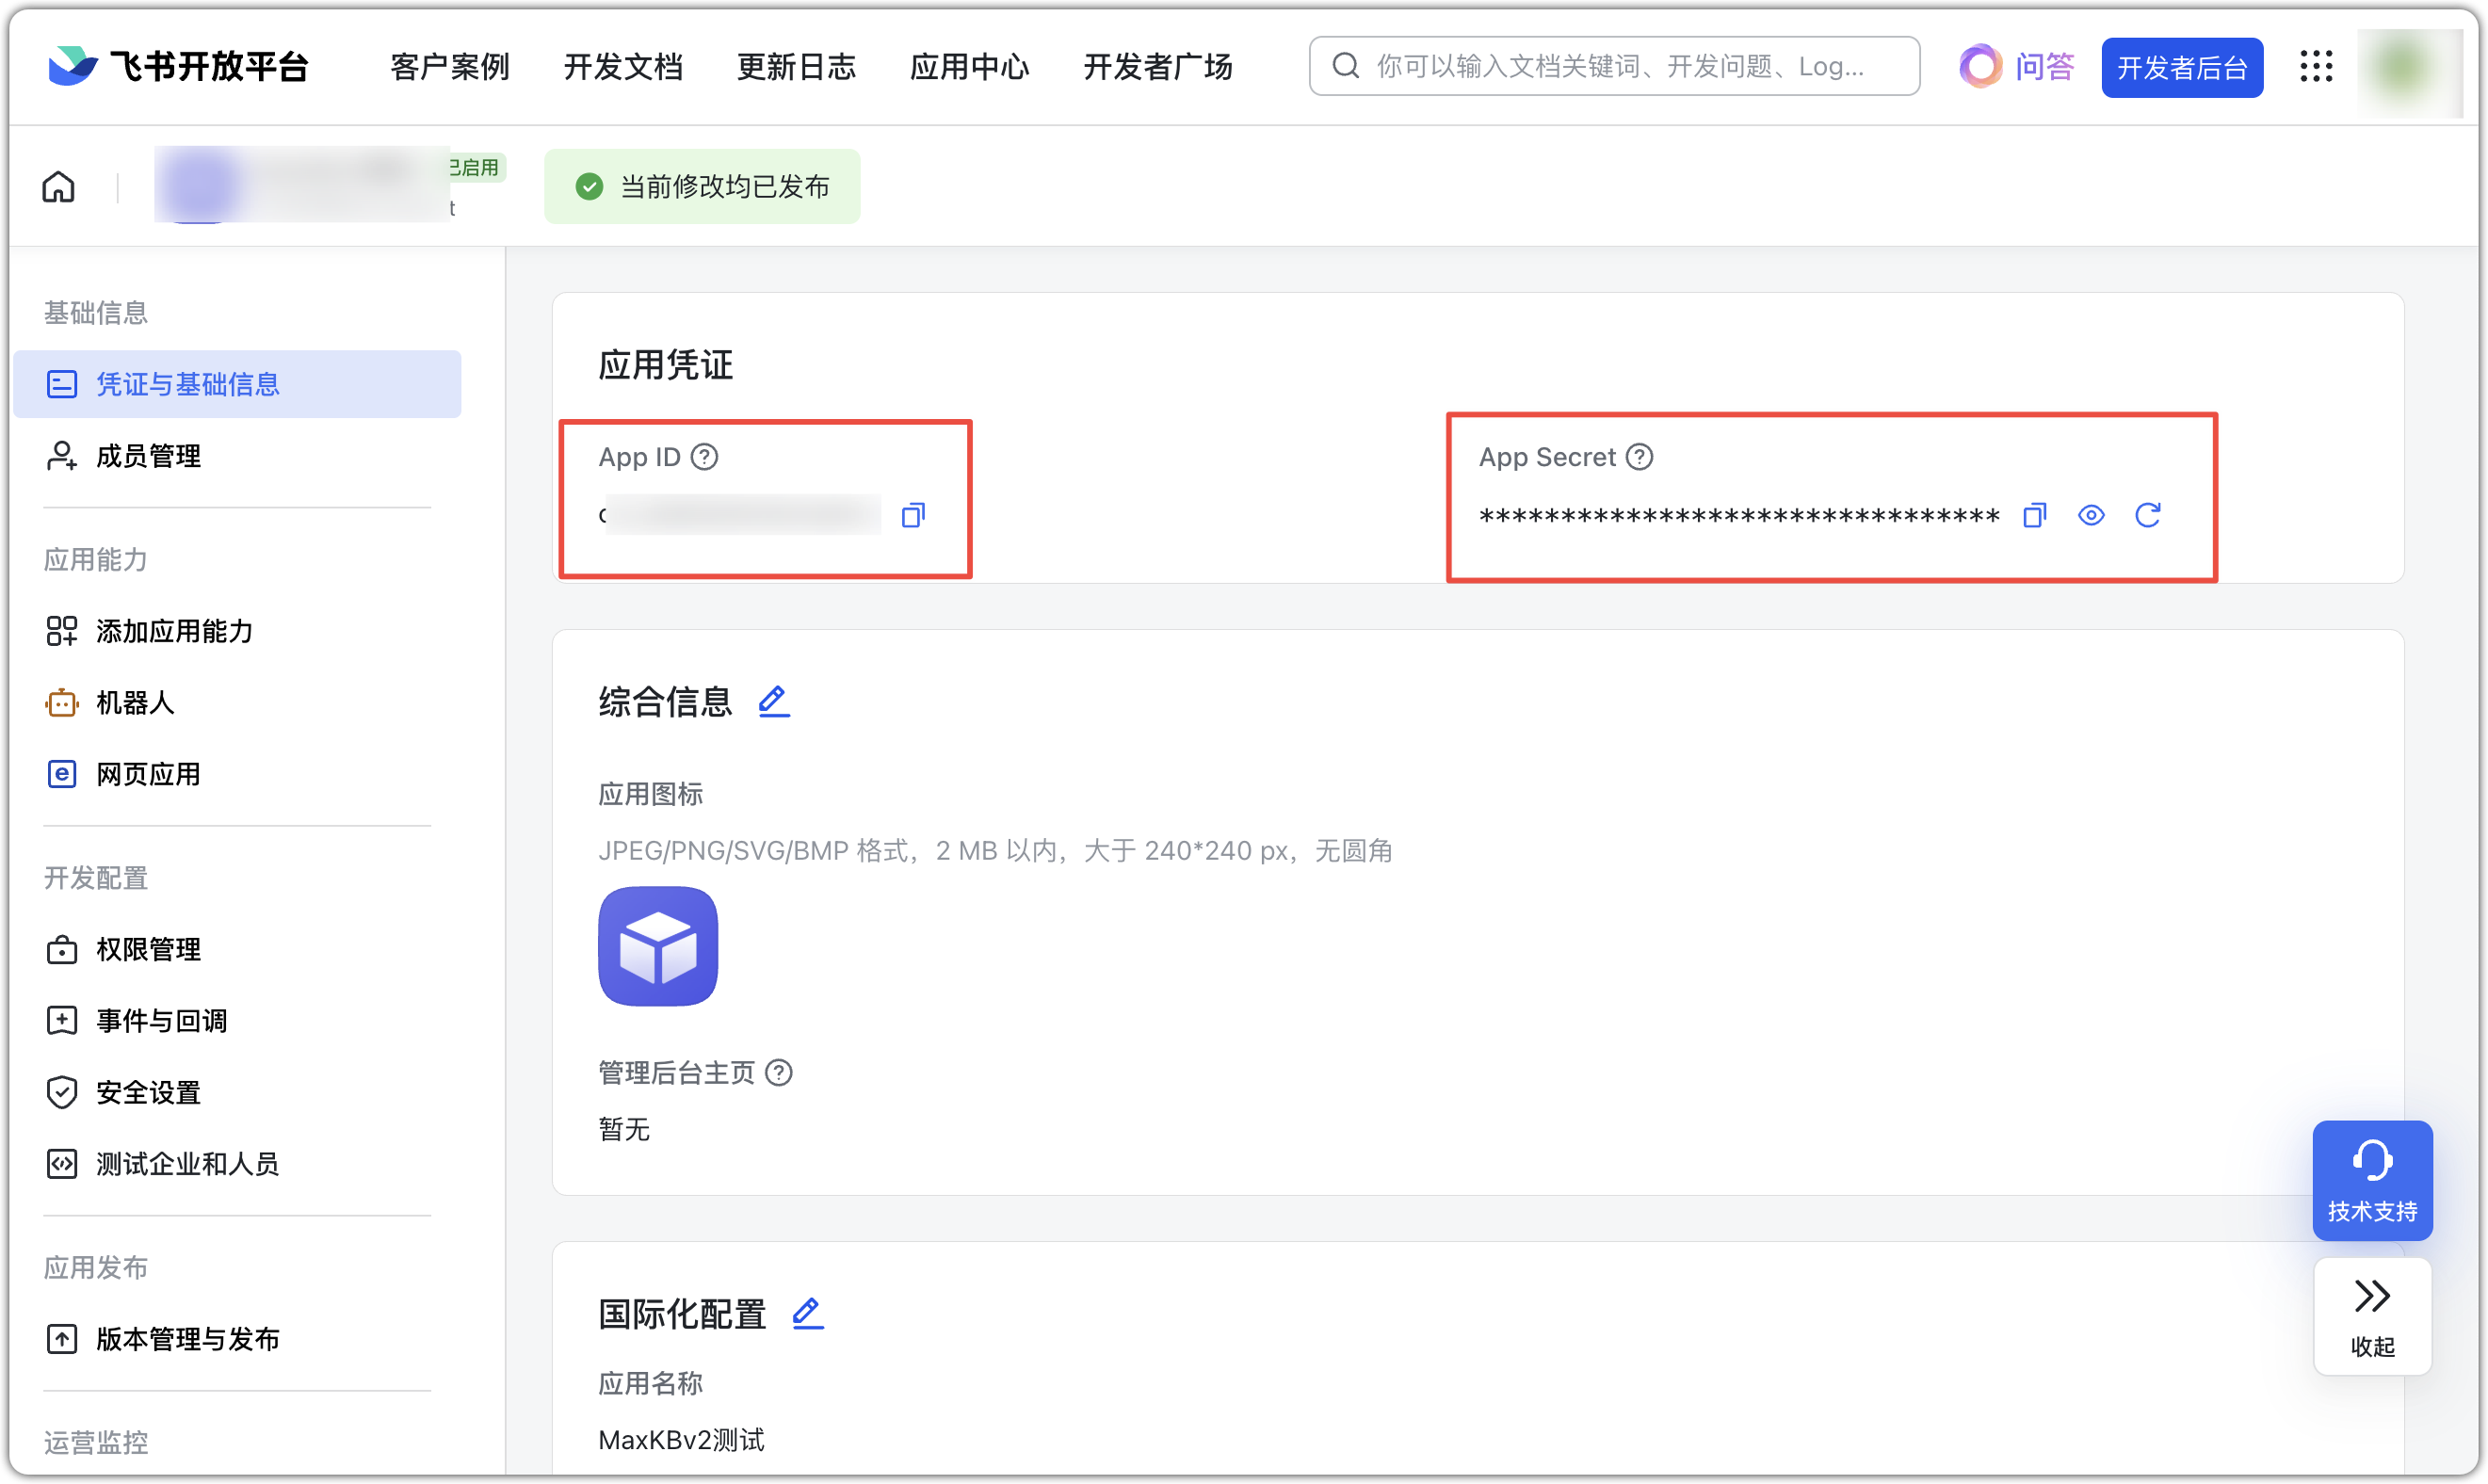 飞书开放平台 客户案例 开发文档 更新日志 应用中心 开发者广场 你可以输入文档关键词、开发问题、Log... 问答 开发者后台
已启用
当前修改均已发布
基础信息
凭证与基础信息
成员管理
应用能力
添加应用能力
机器人
网页应用
开发配置
权限管理
事件与回调
安全设置
测试企业和人员
应用发布
版本管理与发布
运营监控
应用凭证
App ID
App Secret
********************************
综合信息
应用图标
JPEG/PNG/SVG/BMP 格式，2 MB 以内，大于 240*240 px，无圆角
管理后台主页
暂无
国际化配置
应用名称
MaxKBv2测试
技术支持
收起